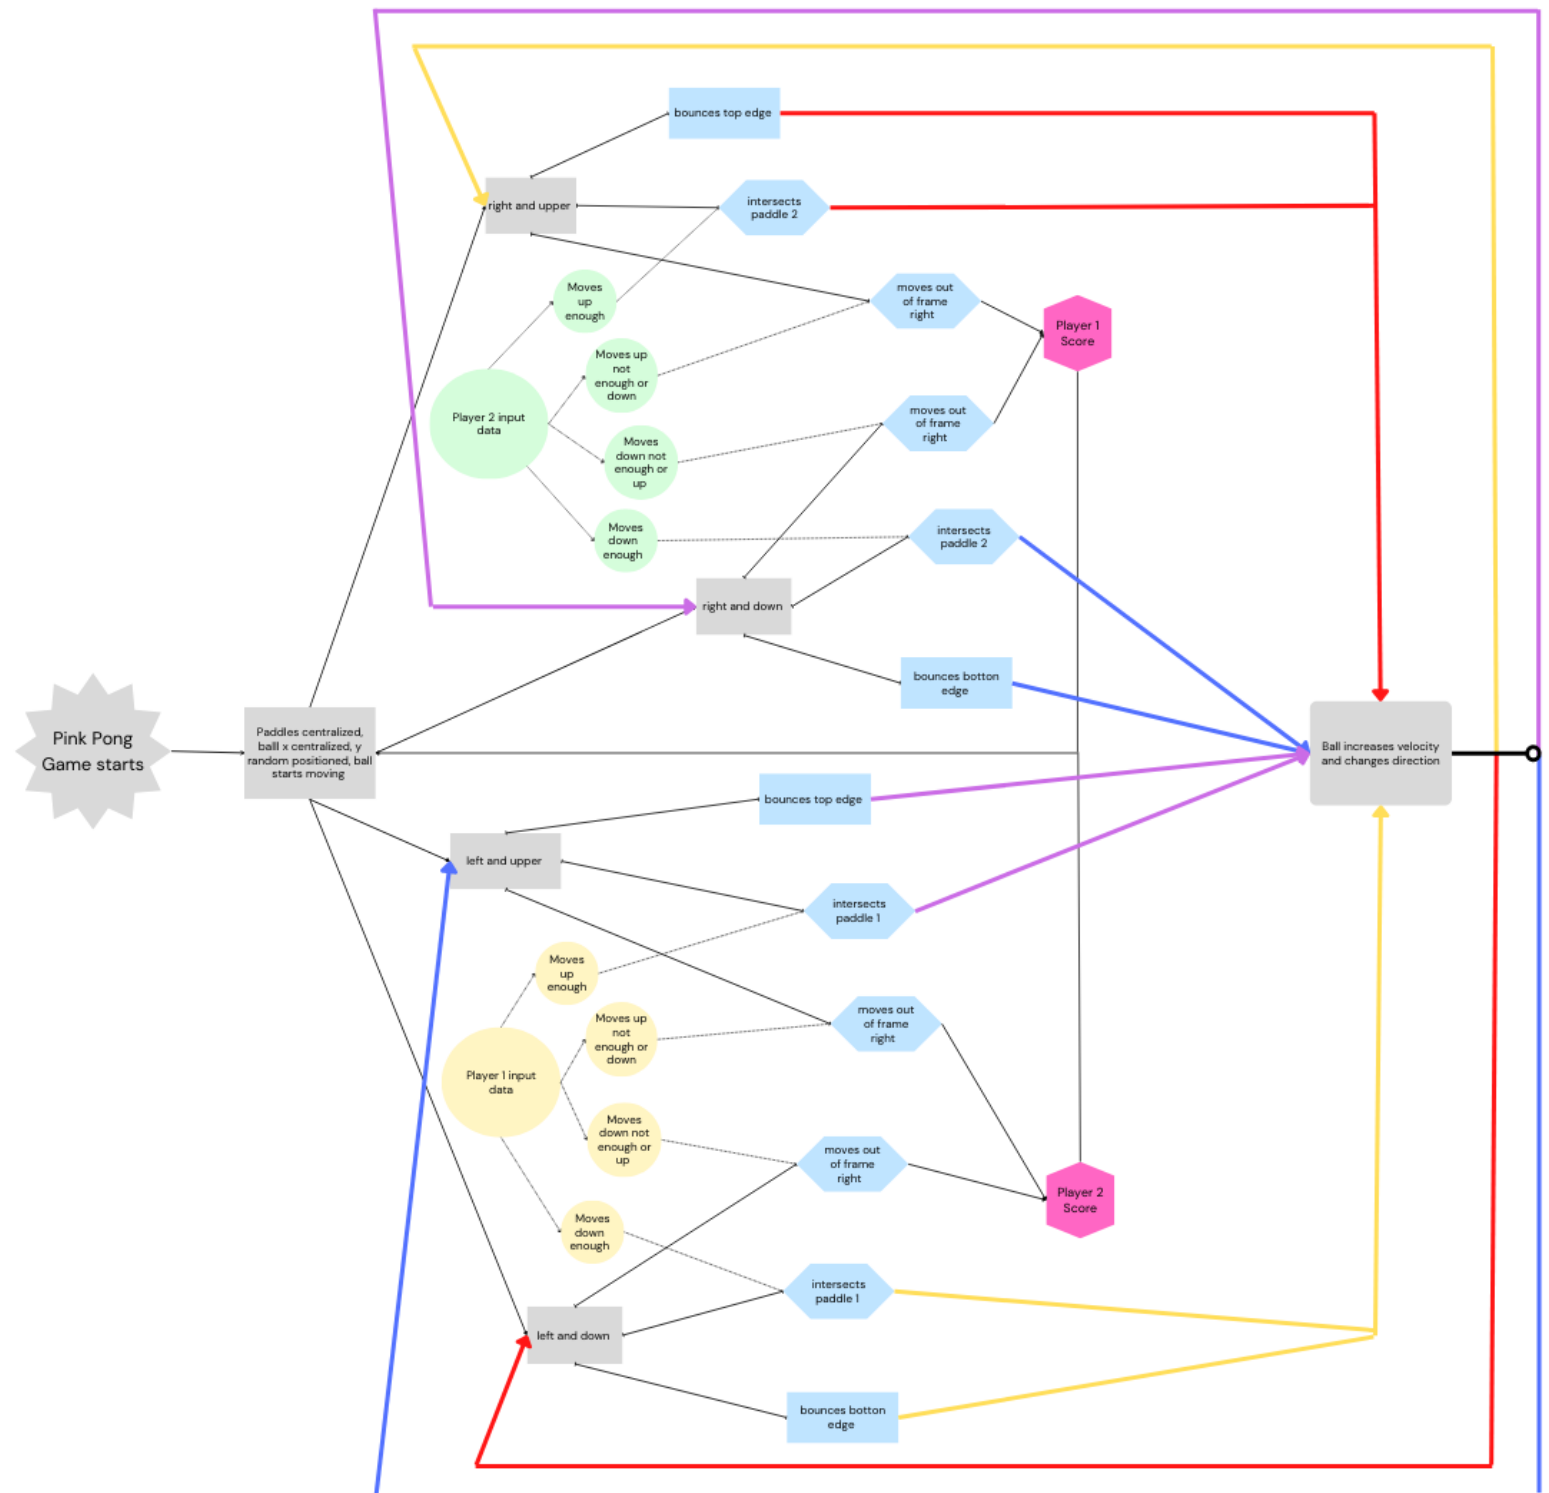 bounces top edge
right and upper
intersects
paddle 2
Moves
up
enough
moves out
of frame
right
Player 1
Score
Moves up
not
enough or
down
Player 2 input
data
moves out
of frame
right
Moves
down not
enough or
up
Moves
down
enough
intersects
paddle 2
right and down
bounces botton
edge
Pink Pong
Game starts
Paddles centralized,
balll x centralized, y
random positioned, ball
starts moving
Ball increases velocity
and changes direction
bounces top edge
left and upper
intersects
paddle 1
Moves
up
enough
moves out
of frame
right
Moves up
not
enough or
down
Player 1 input
data
Moves
down not
enough or
up
moves out
of frame
right
Player 2
Score
Moves
down
enough
intersects
paddle 1
left and down
bounces botton
edge